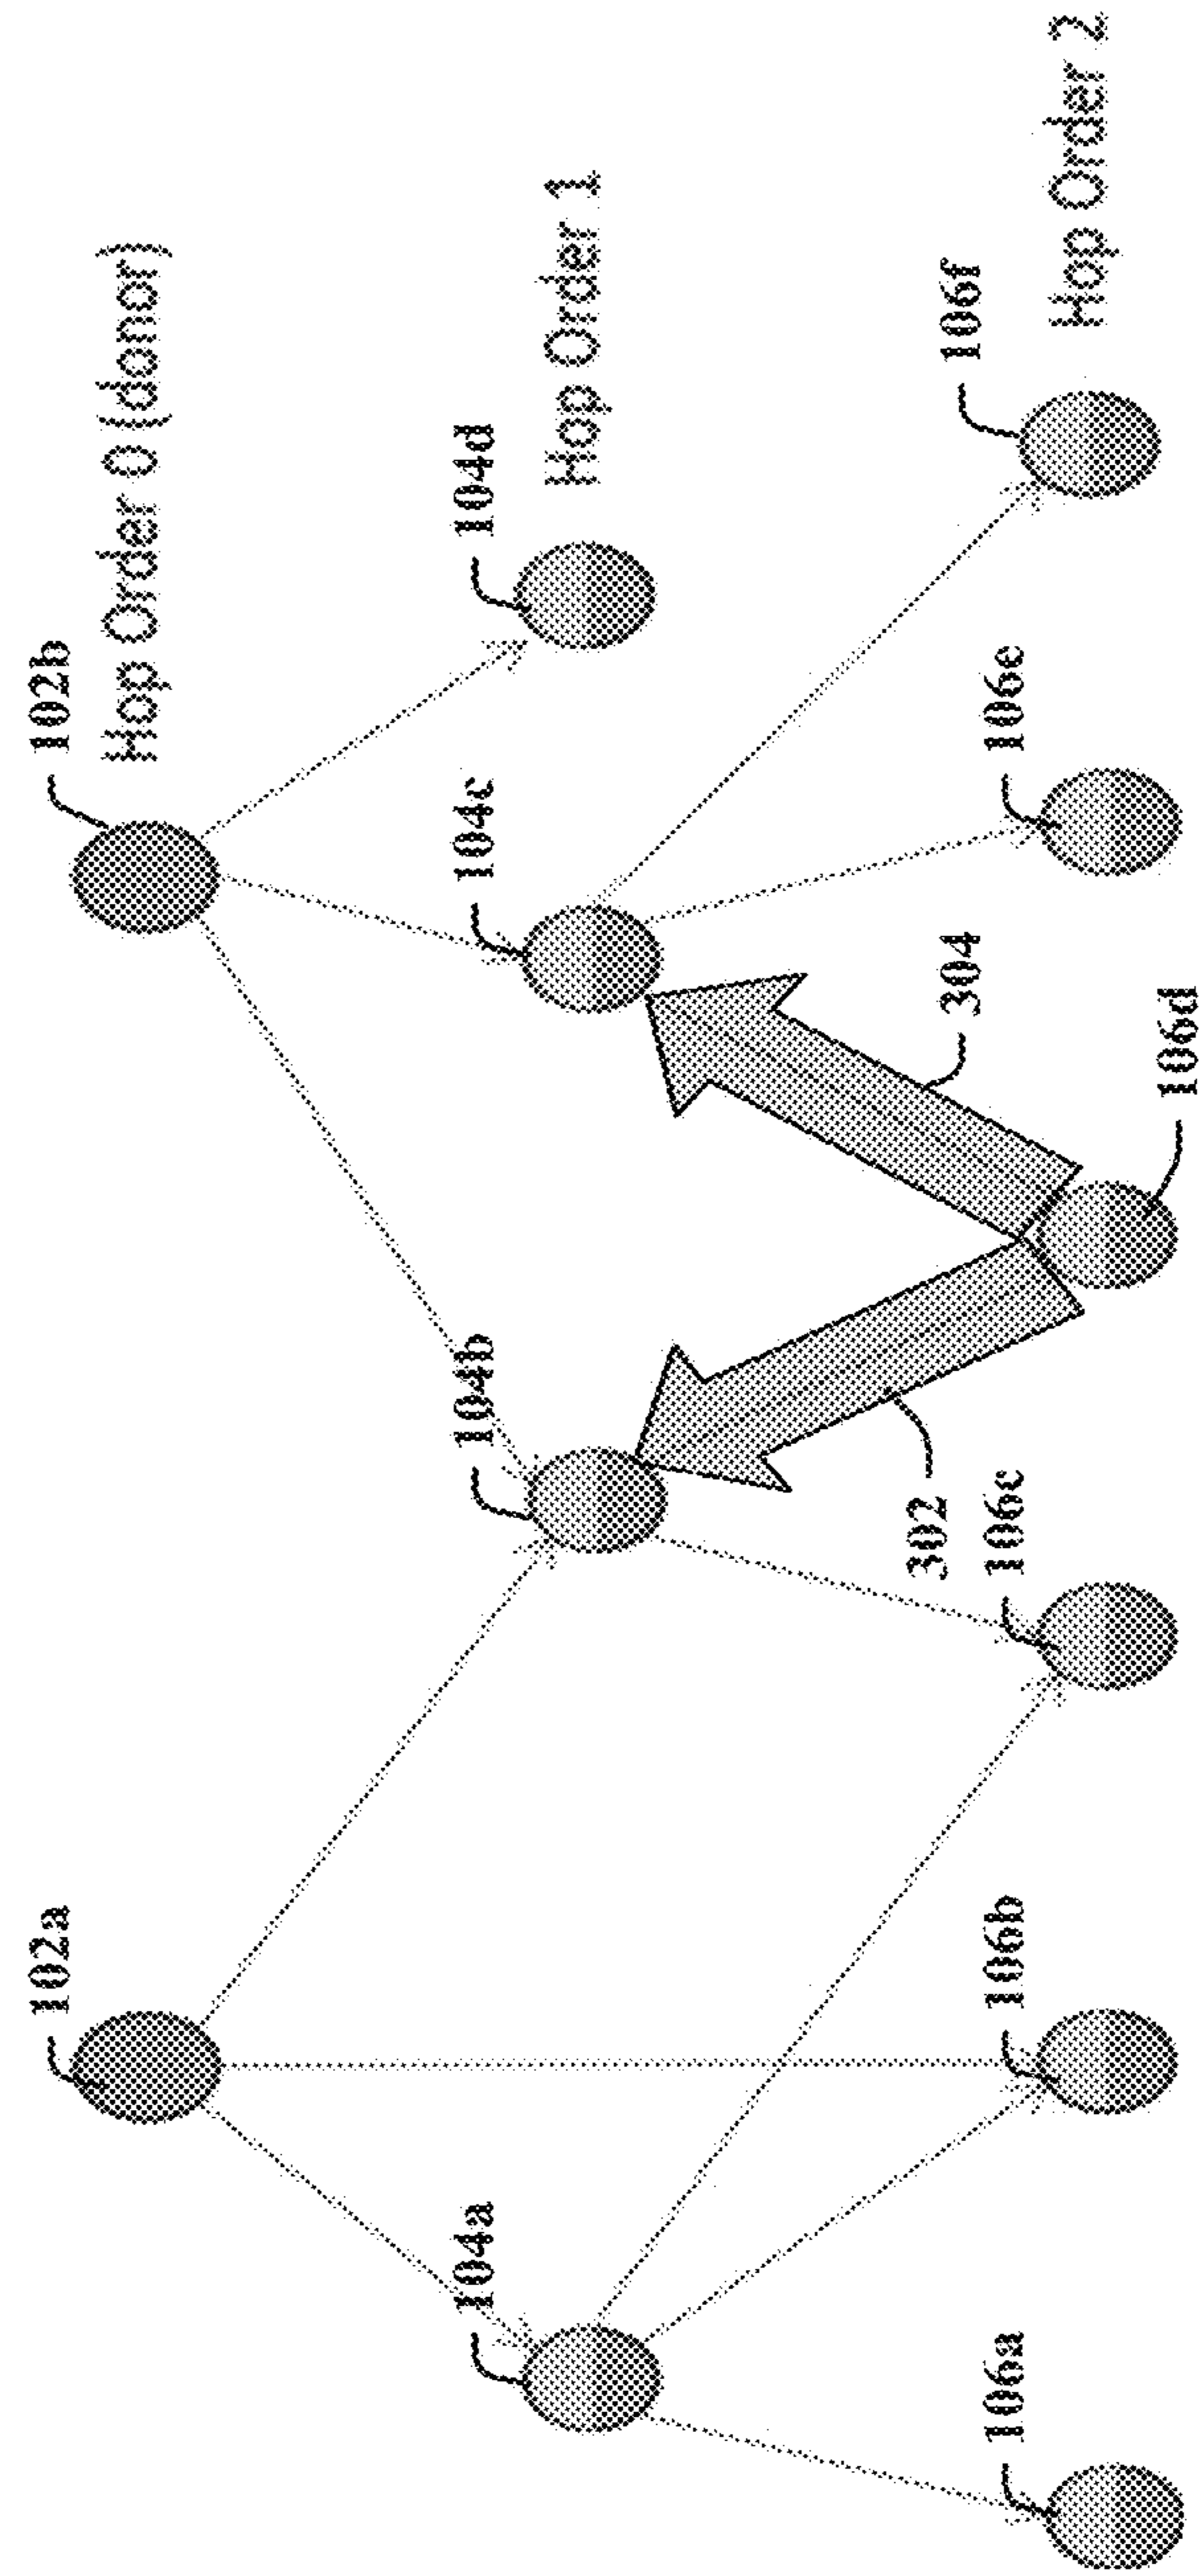 102a
102b
Hop Order 0 (donor)
104a
104b
104c
104d
Hop Order 1
302
304
106a
106b
106c
106d
106e
106f
Hop Order 2